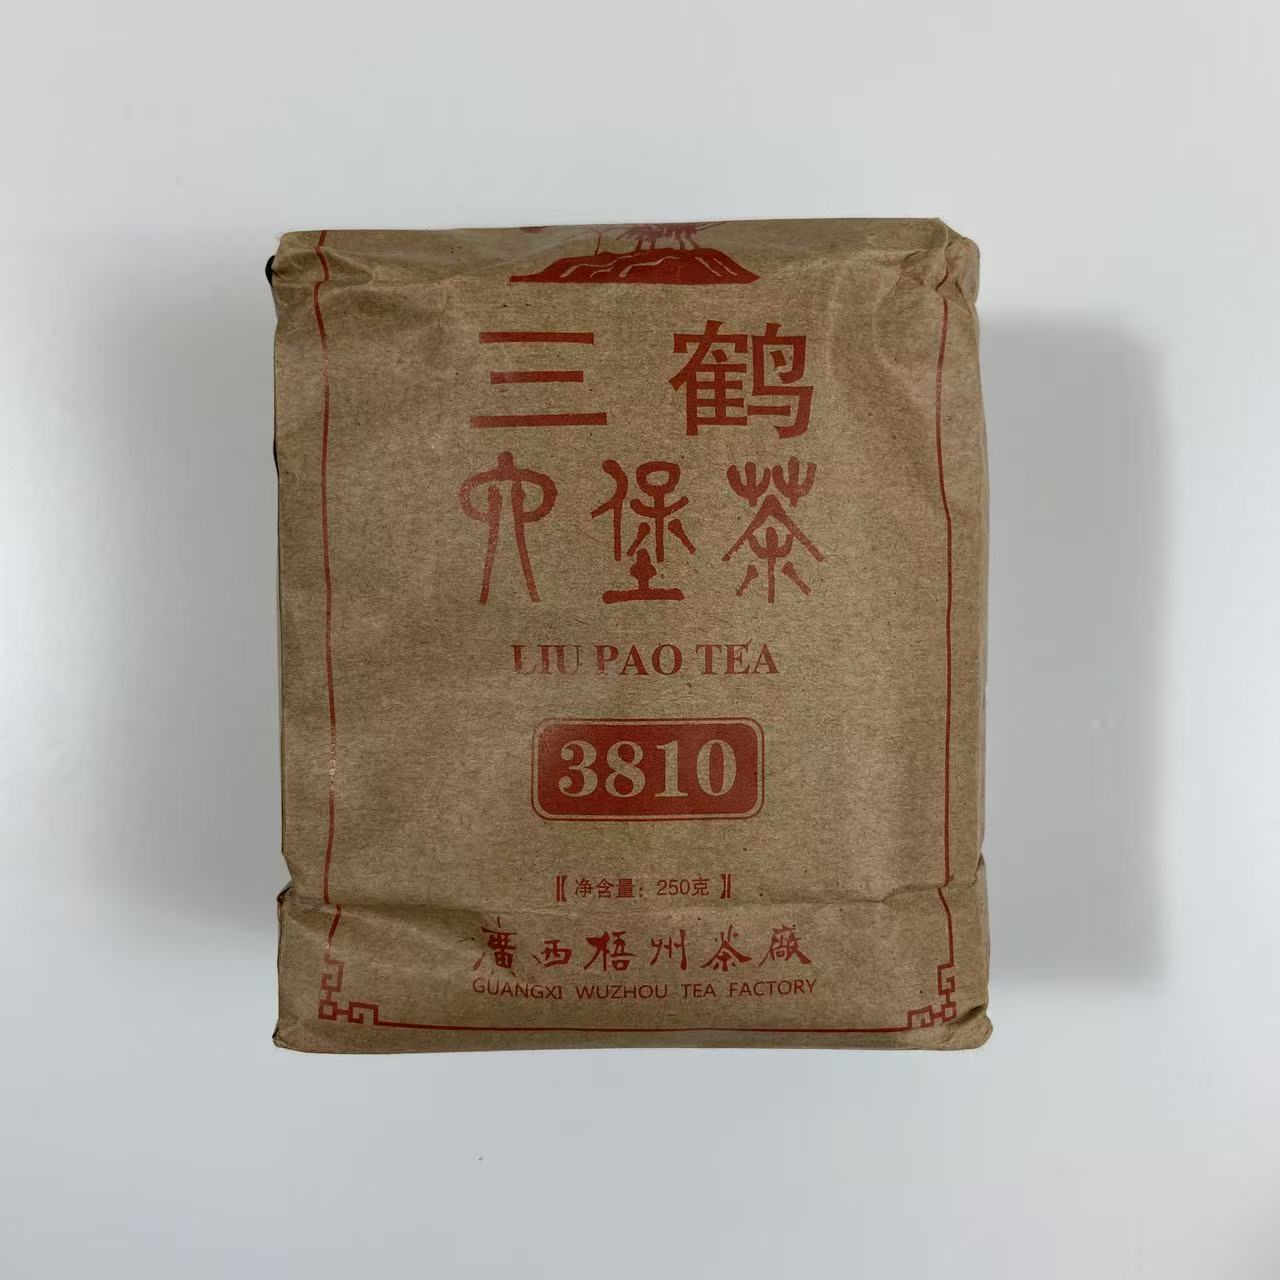 三鹤
六堡茶
LIU PAO TEA
3810
【净含量：250克】
廣西梧州茶廠
GUANGXI WUZHOU TEA FACTORY